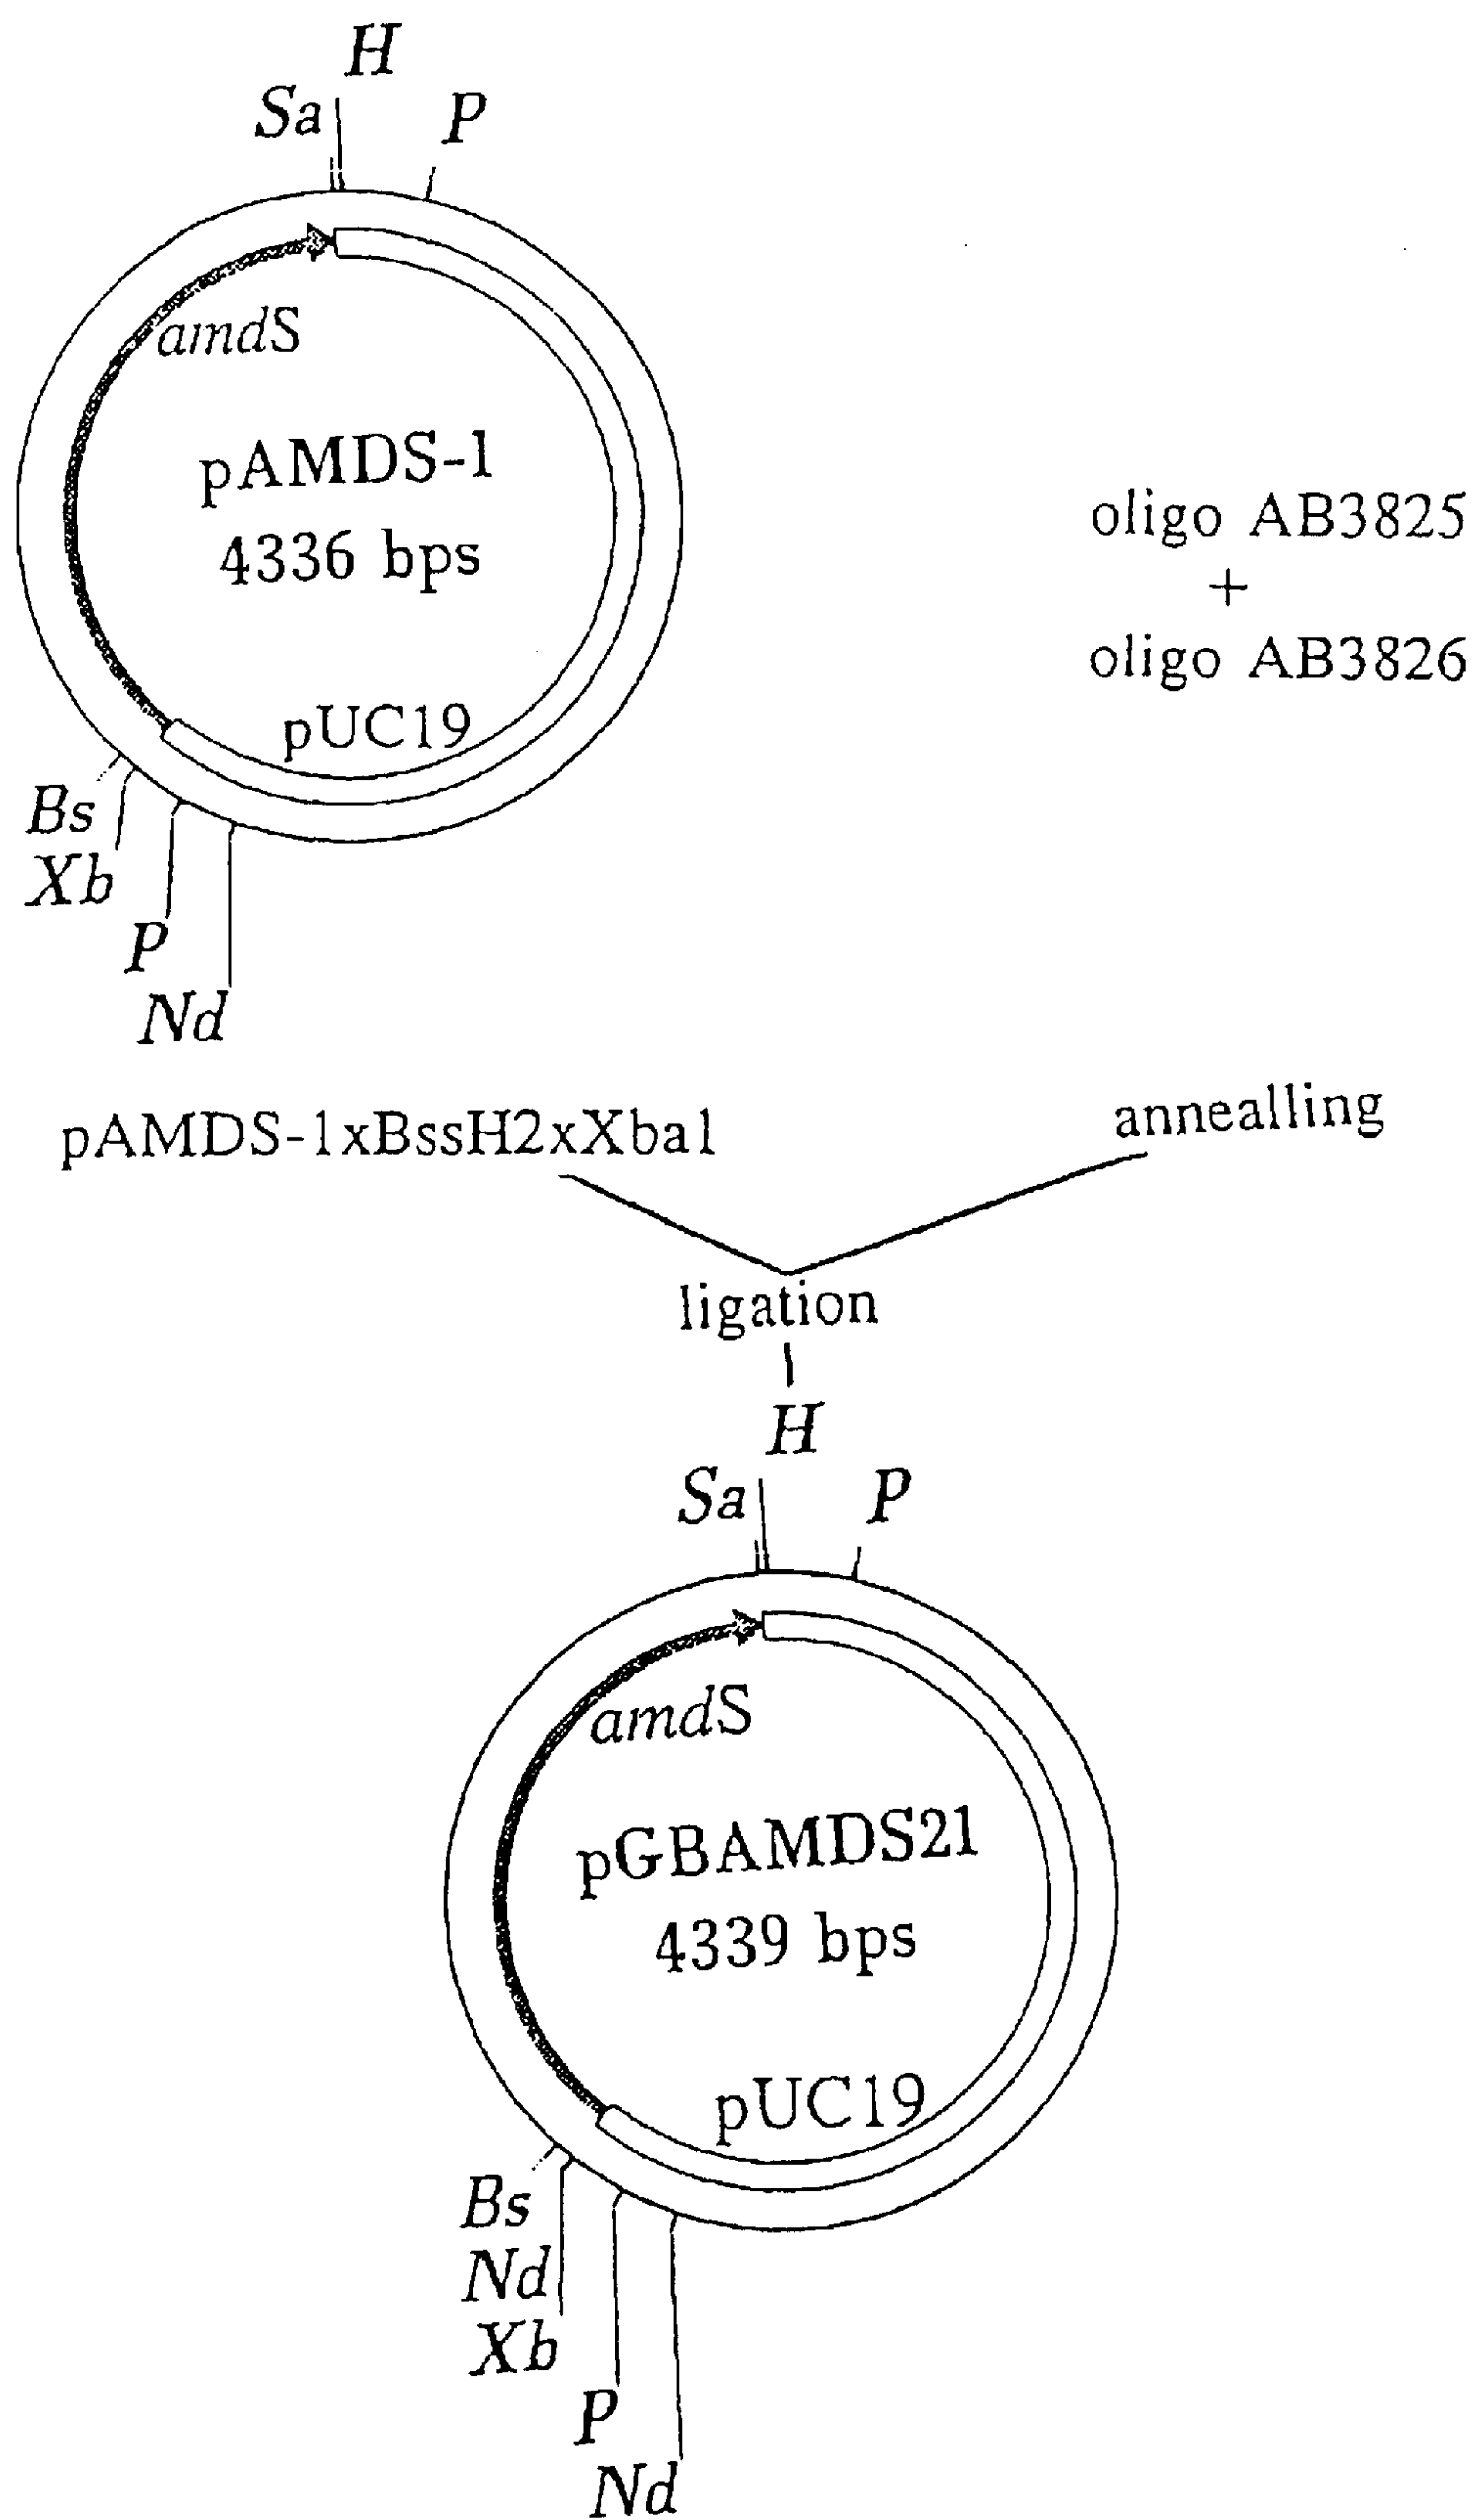 H
Sa
P
amdS
pAMDS-1
4336 bps
pUC19
oligo AB3825
+
oligo AB3826
Bs
Xb
P
Nd
pAMDS-1xBssH2xXba1
annealling
ligation
H
Sa
P
amdS
pGBAMDS21
4339 bps
pUC19
Bs
Nd
Xb
P
Nd